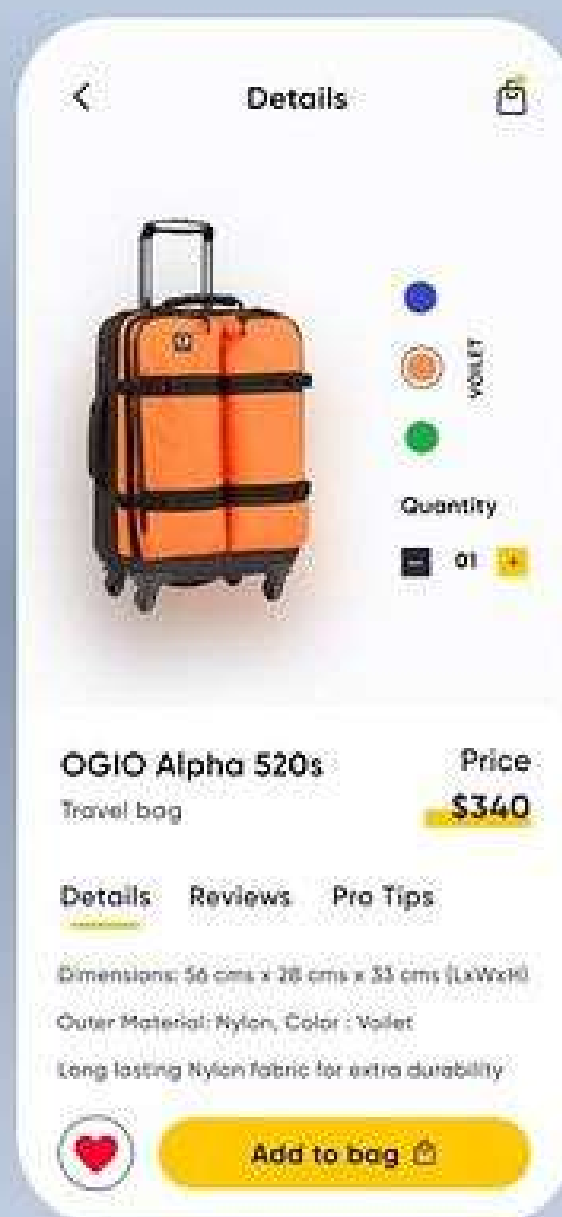 Details
VOILET
Quantity
01
OGIO Alpha 520s
Price
Travel bag
$340
Details Reviews Pro Tips
Dimensions: 56 cms x 28 cms x 33 cms (LxWxH)
Outer Material: Nylon, Color : Voilet
Long lasting Nylon fabric for extra durability
Add to bag